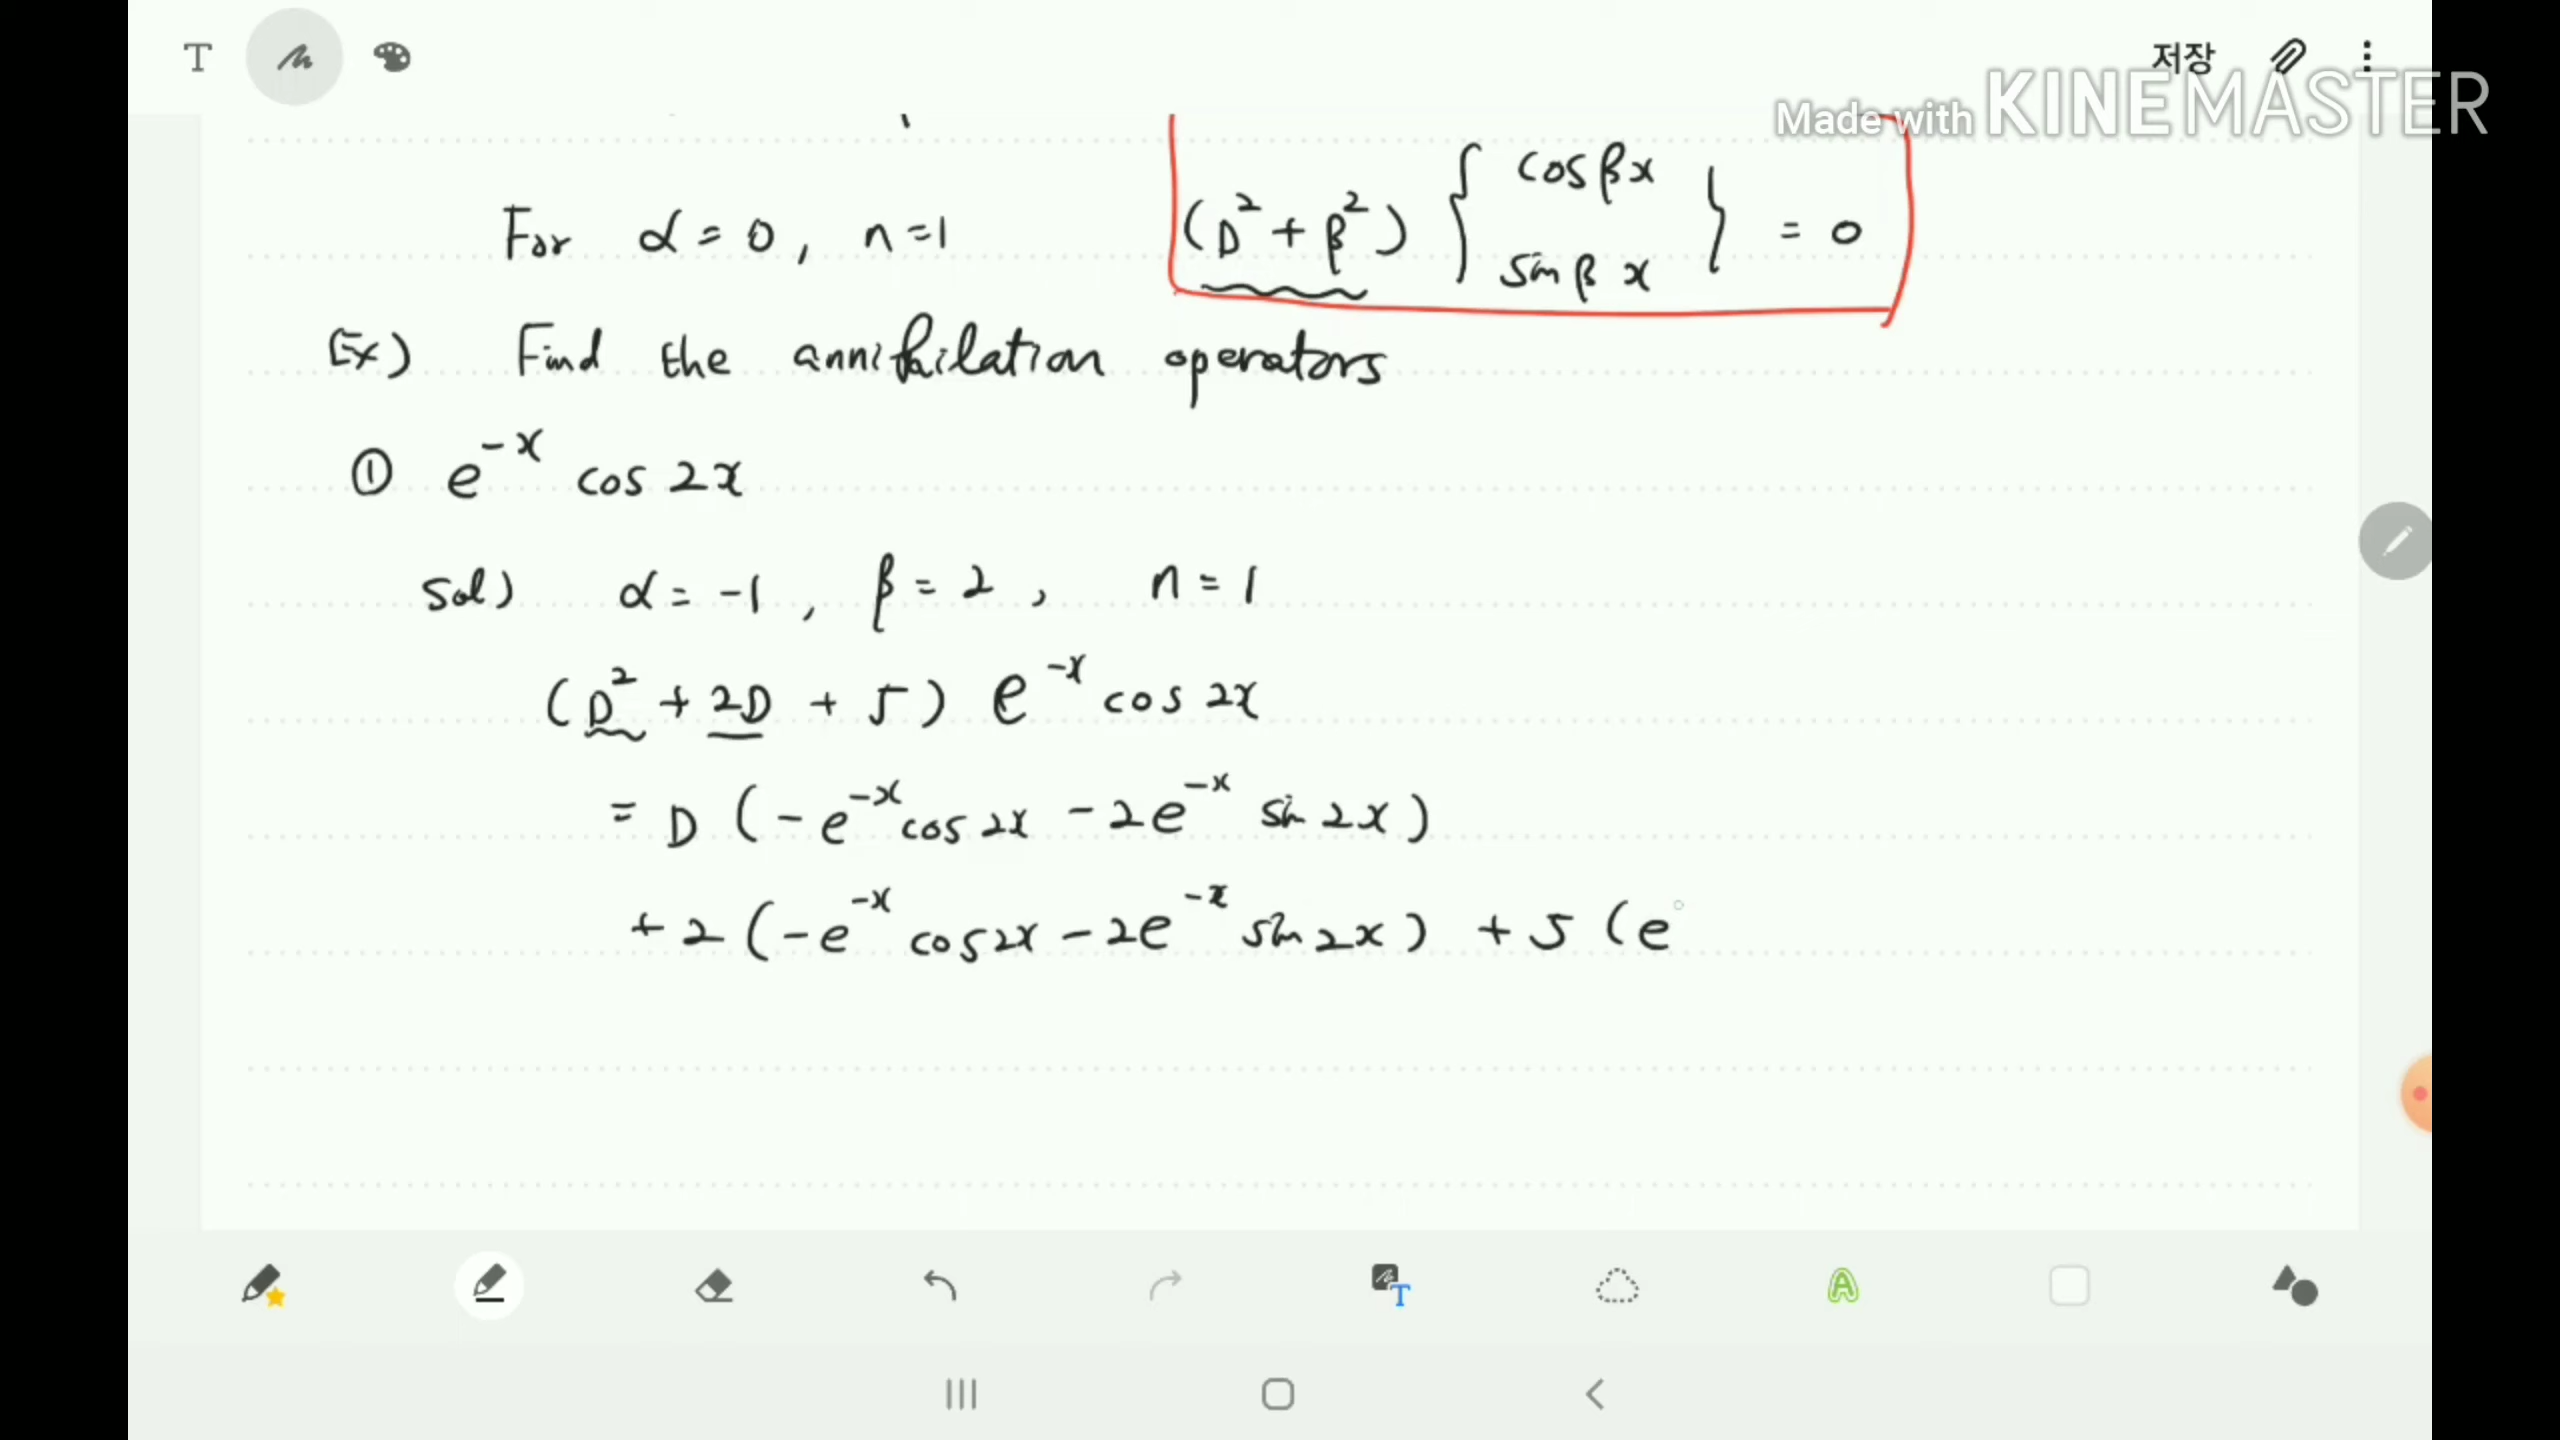 T 저장
Made with KINEMASTER
For α = 0, n = 1 (D² + β²) { cos βx
sin βx } = 0
Ex) Find the annihilation operators
① e^{-x} cos 2x
Sol) α = -1, β = 2, n = 1
(D² + 2D + 5) e^{-x} cos 2x
= D (-e^{-x} cos 2x - 2e^{-x} sin 2x)
+ 2 (-e^{-x} cos 2x - 2e^{-x} sin 2x) + 5 (e
T A